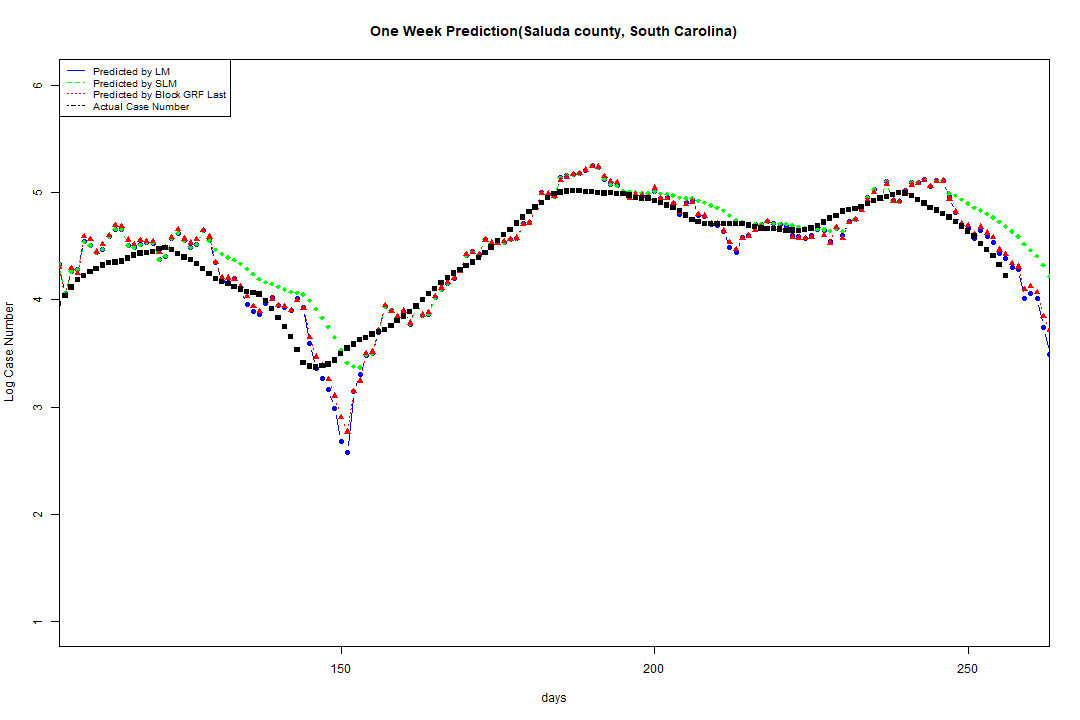 One Week Prediction(Saluda county, South Carolina)
Predicted by LM
Predicted by SLM
Predicted by Block GRF Last
Actual Case Number
6
5
4
3
2
1
Log Case Number
150
200
250
days